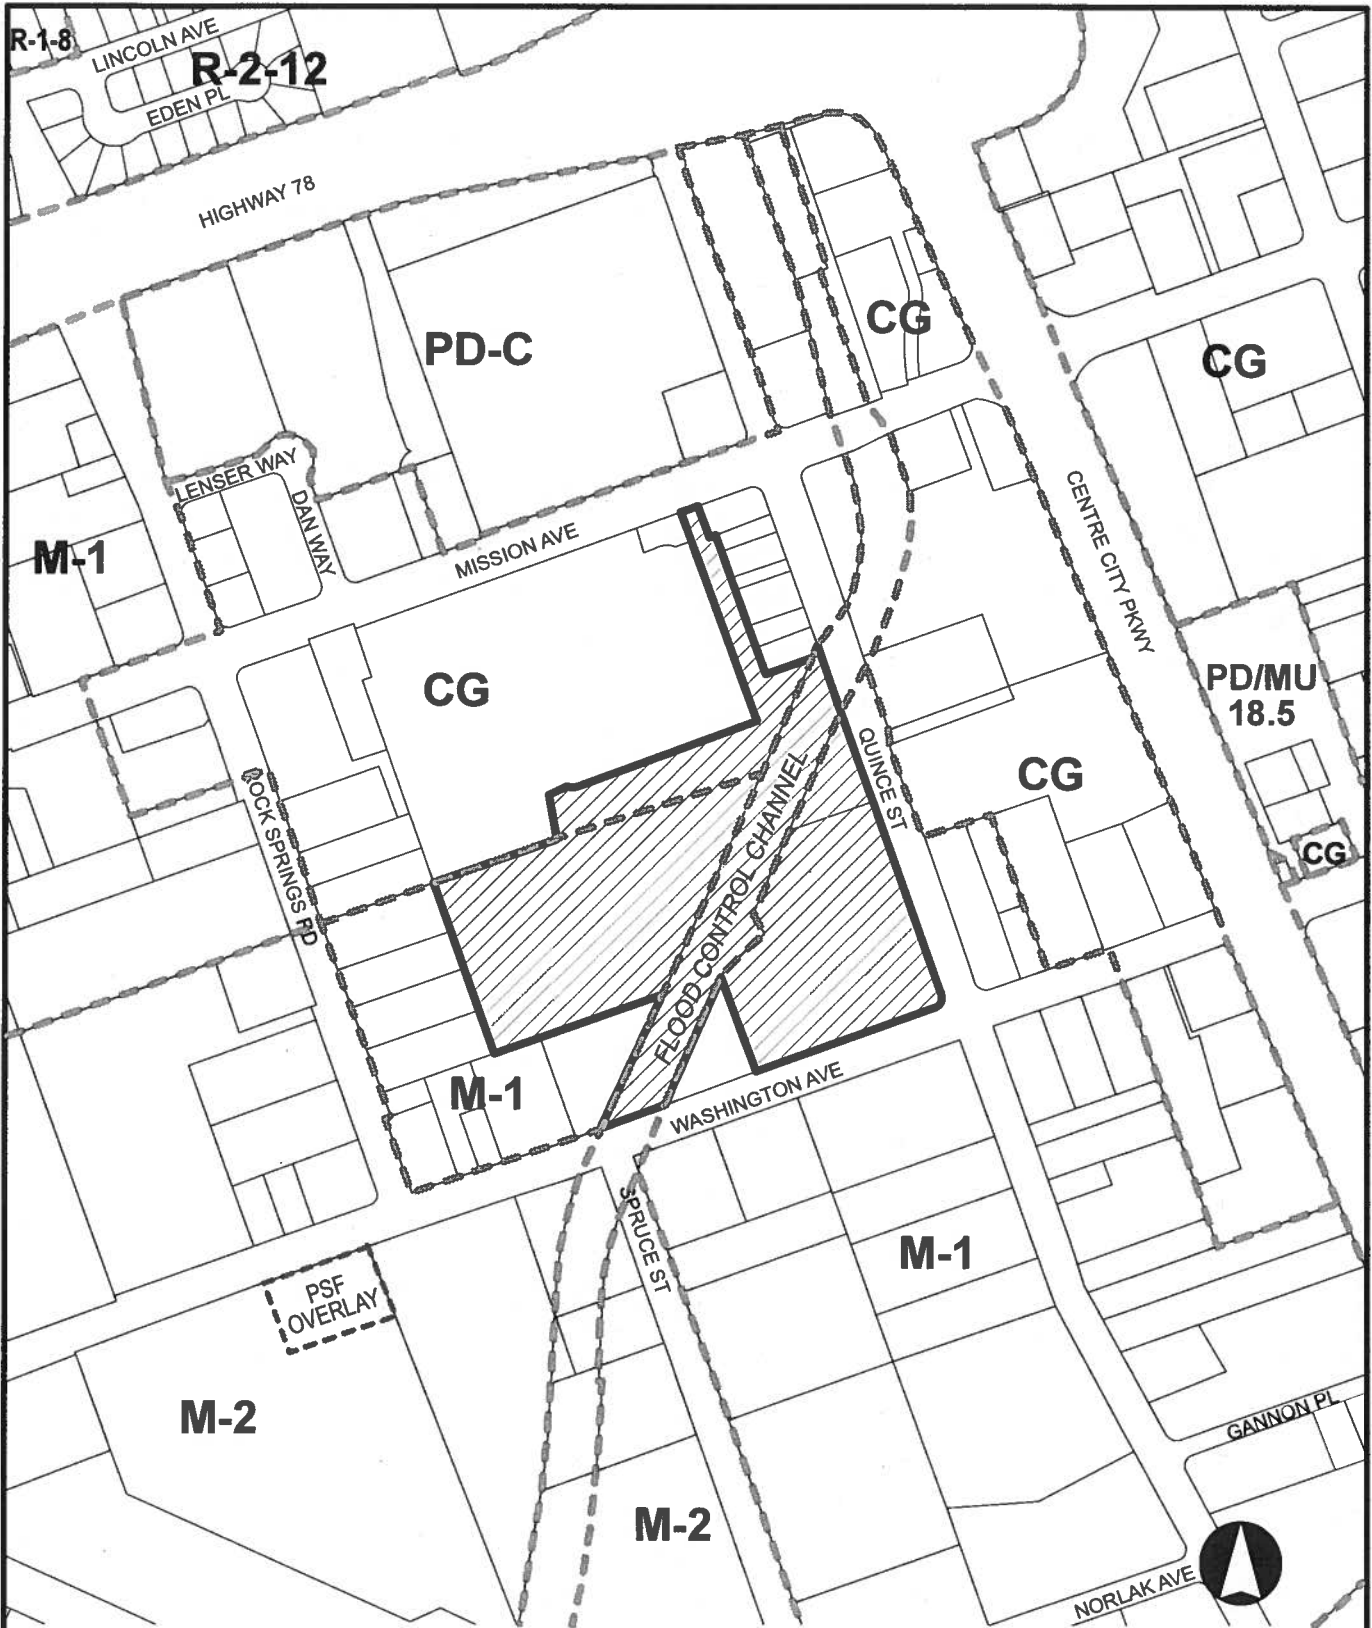 R-1-8
LINCOLN AVE
R-2-12
EDEN PL
HIGHWAY 78
PD-C
CG
CG
LENSER WAY
DAN WAY
CENTRE CITY PKWY
M-1
MISSION AVE
CG
PD/MU
18.5
QUINCE ST
CG
FLOOD CONTROL CHANNEL
ROCK SPRINGS RD
CG
M-1
WASHINGTON AVE
SPRUCE ST
M-1
PSF
OVERLAY
M-2
GANNON PL
M-2
NORLAK AVE